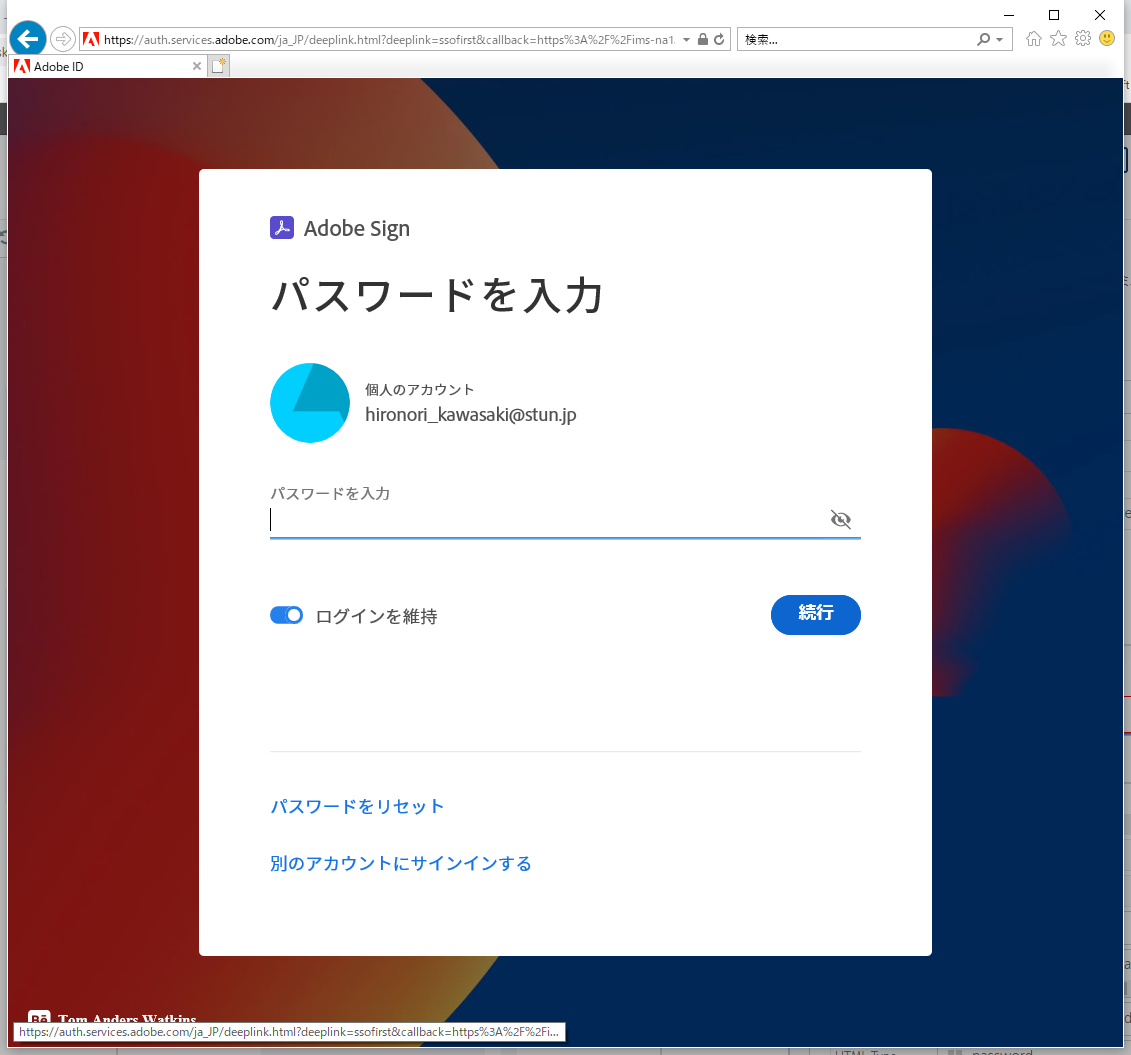 https://auth.services.adobe.com/ja_JP/deeplink.html?deeplink=ssofirst&callback=https%3A%2F%2Fims-na1.
検索...
Adobe ID
Adobe Sign
パスワードを入力
個人のアカウント
hironori_kawasaki@stun.jp
パスワードを入力
ログインを維持
続行
パスワードをリセット
別のアカウントにサインインする
Bē Tom Anders Watkins
https://auth.services.adobe.com/ja_JP/deeplink.html?deeplink=ssofirst&callback=https%3A%2F%2Fi...
HTML Type
password